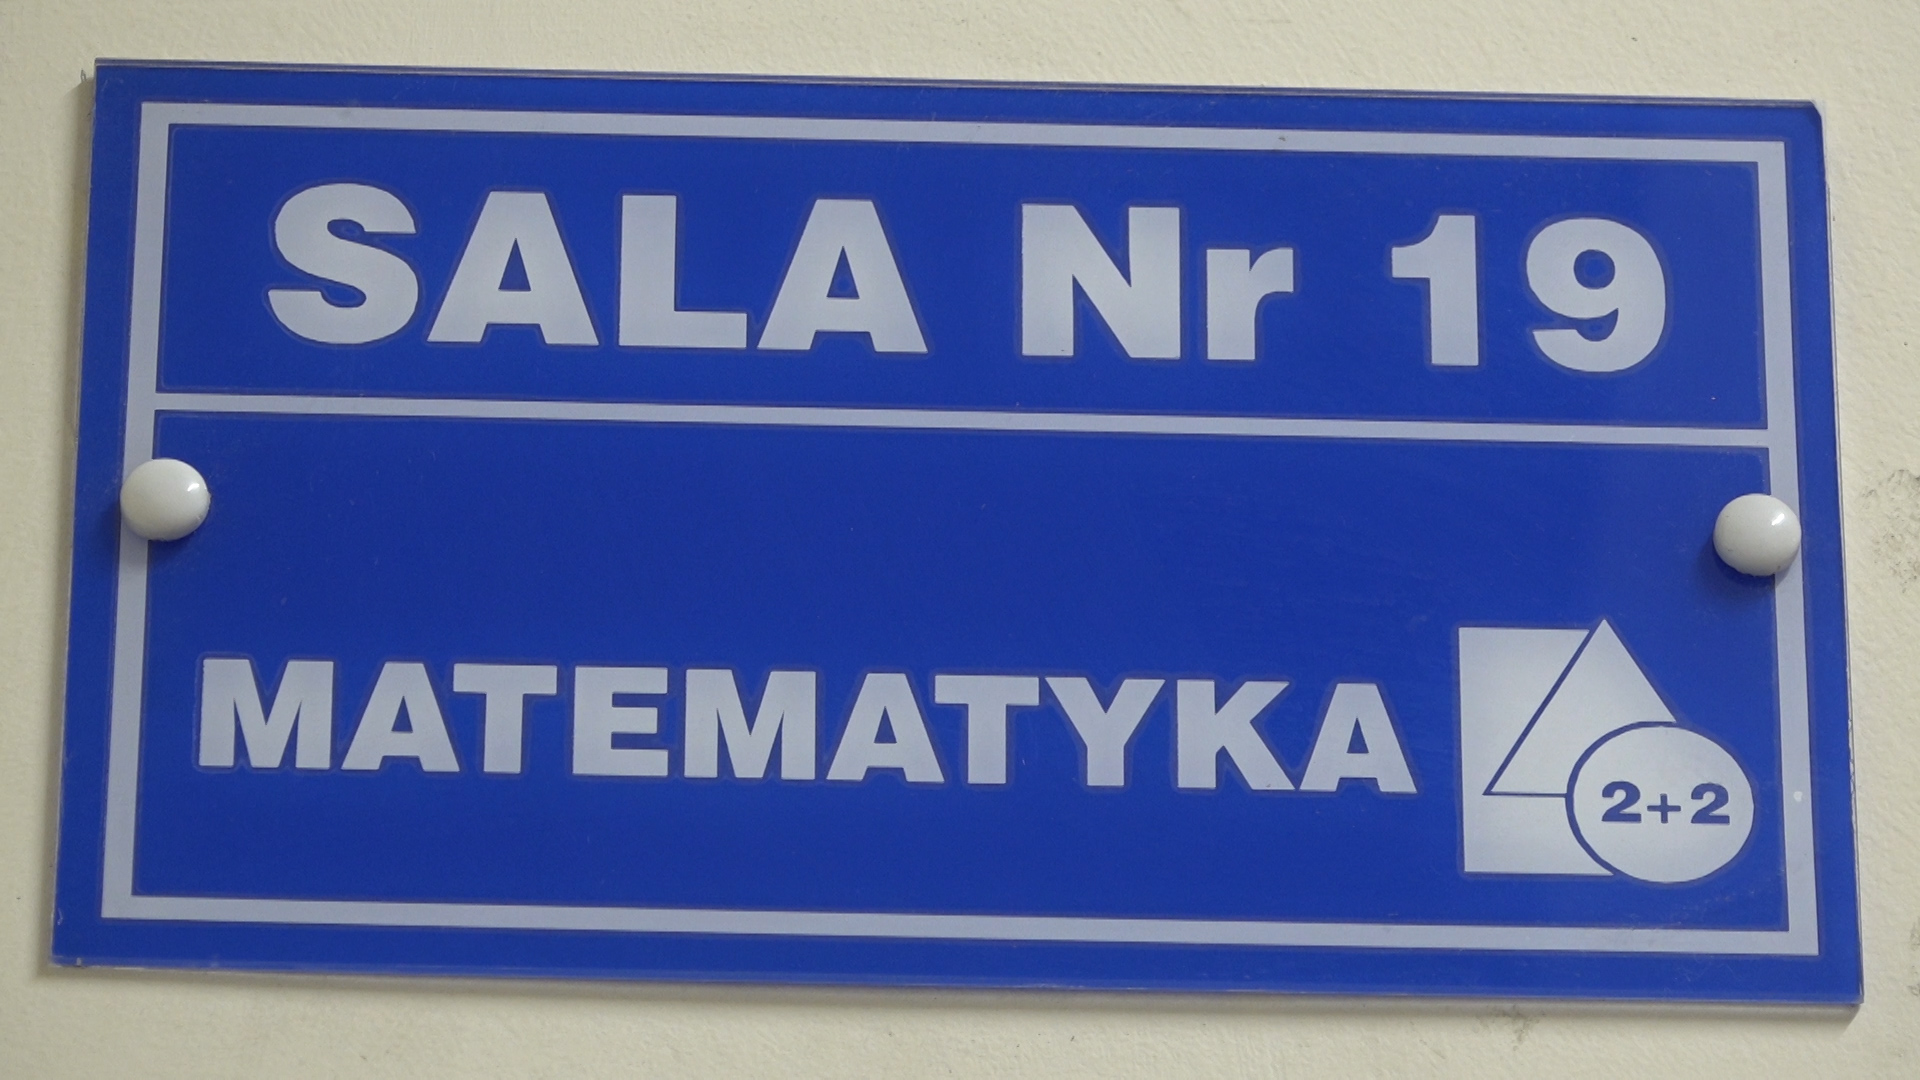 SALA Nr 19
MATEMATYKA
2+2